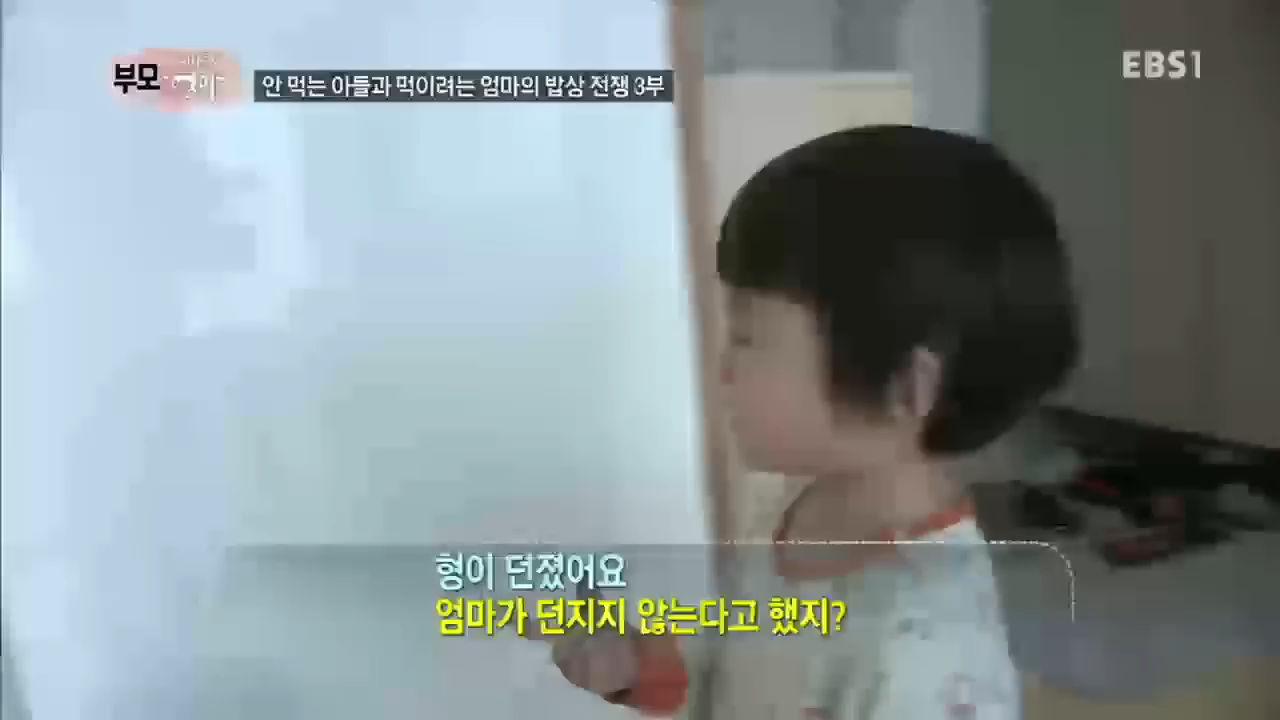 부모
안 먹는 아들과 먹이려는 엄마의 밥상 전쟁 3부
EBS1
형이 던졌어요
엄마가 던지지 않는다고 했지?